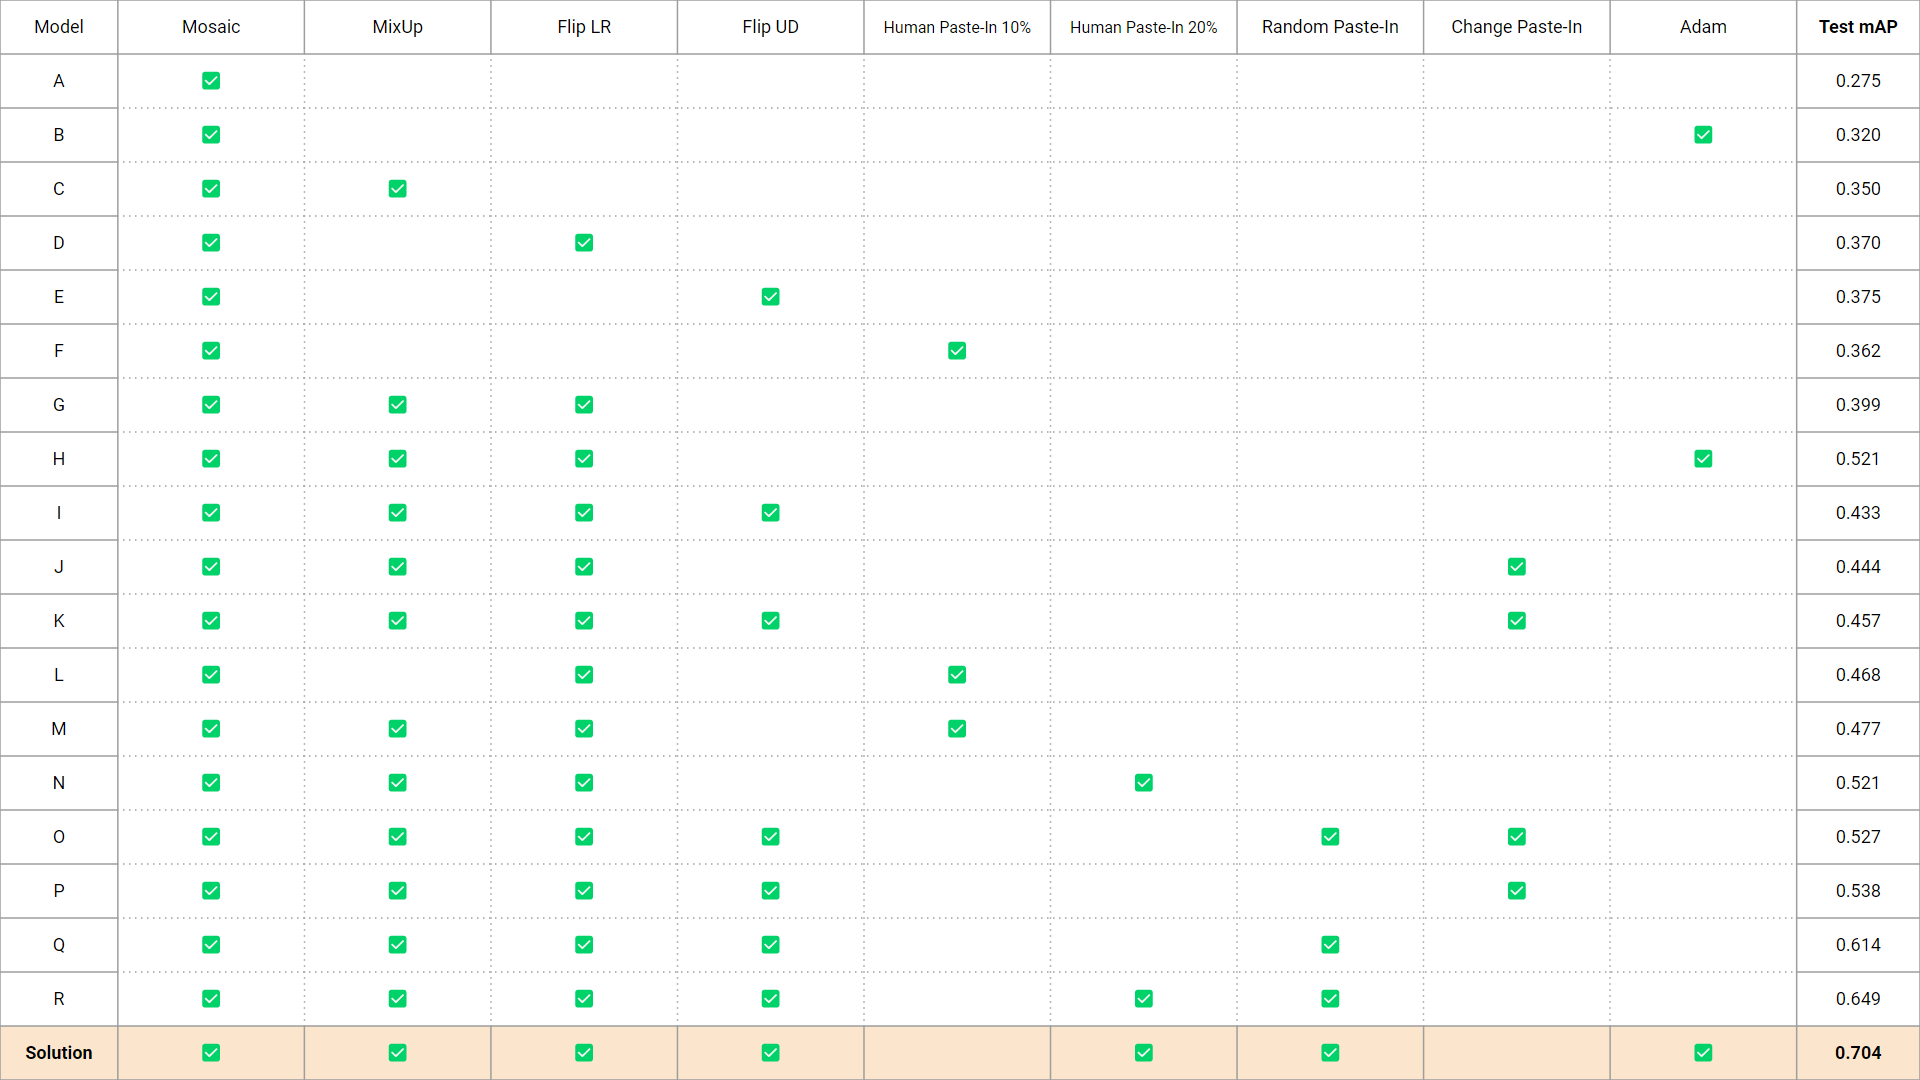 Model Mosaic MixUp Flip LR Flip UD Human Paste-In 10% Human Paste-In 20% Random Paste-In Change Paste-In Adam Test mAP
A 0.275
B 0.320
C 0.350
D 0.370
E 0.375
F 0.362
G 0.399
H 0.521
I 0.433
J 0.444
K 0.457
L 0.468
M 0.477
N 0.521
O 0.527
P 0.538
Q 0.614
R 0.649
Solution 0.704